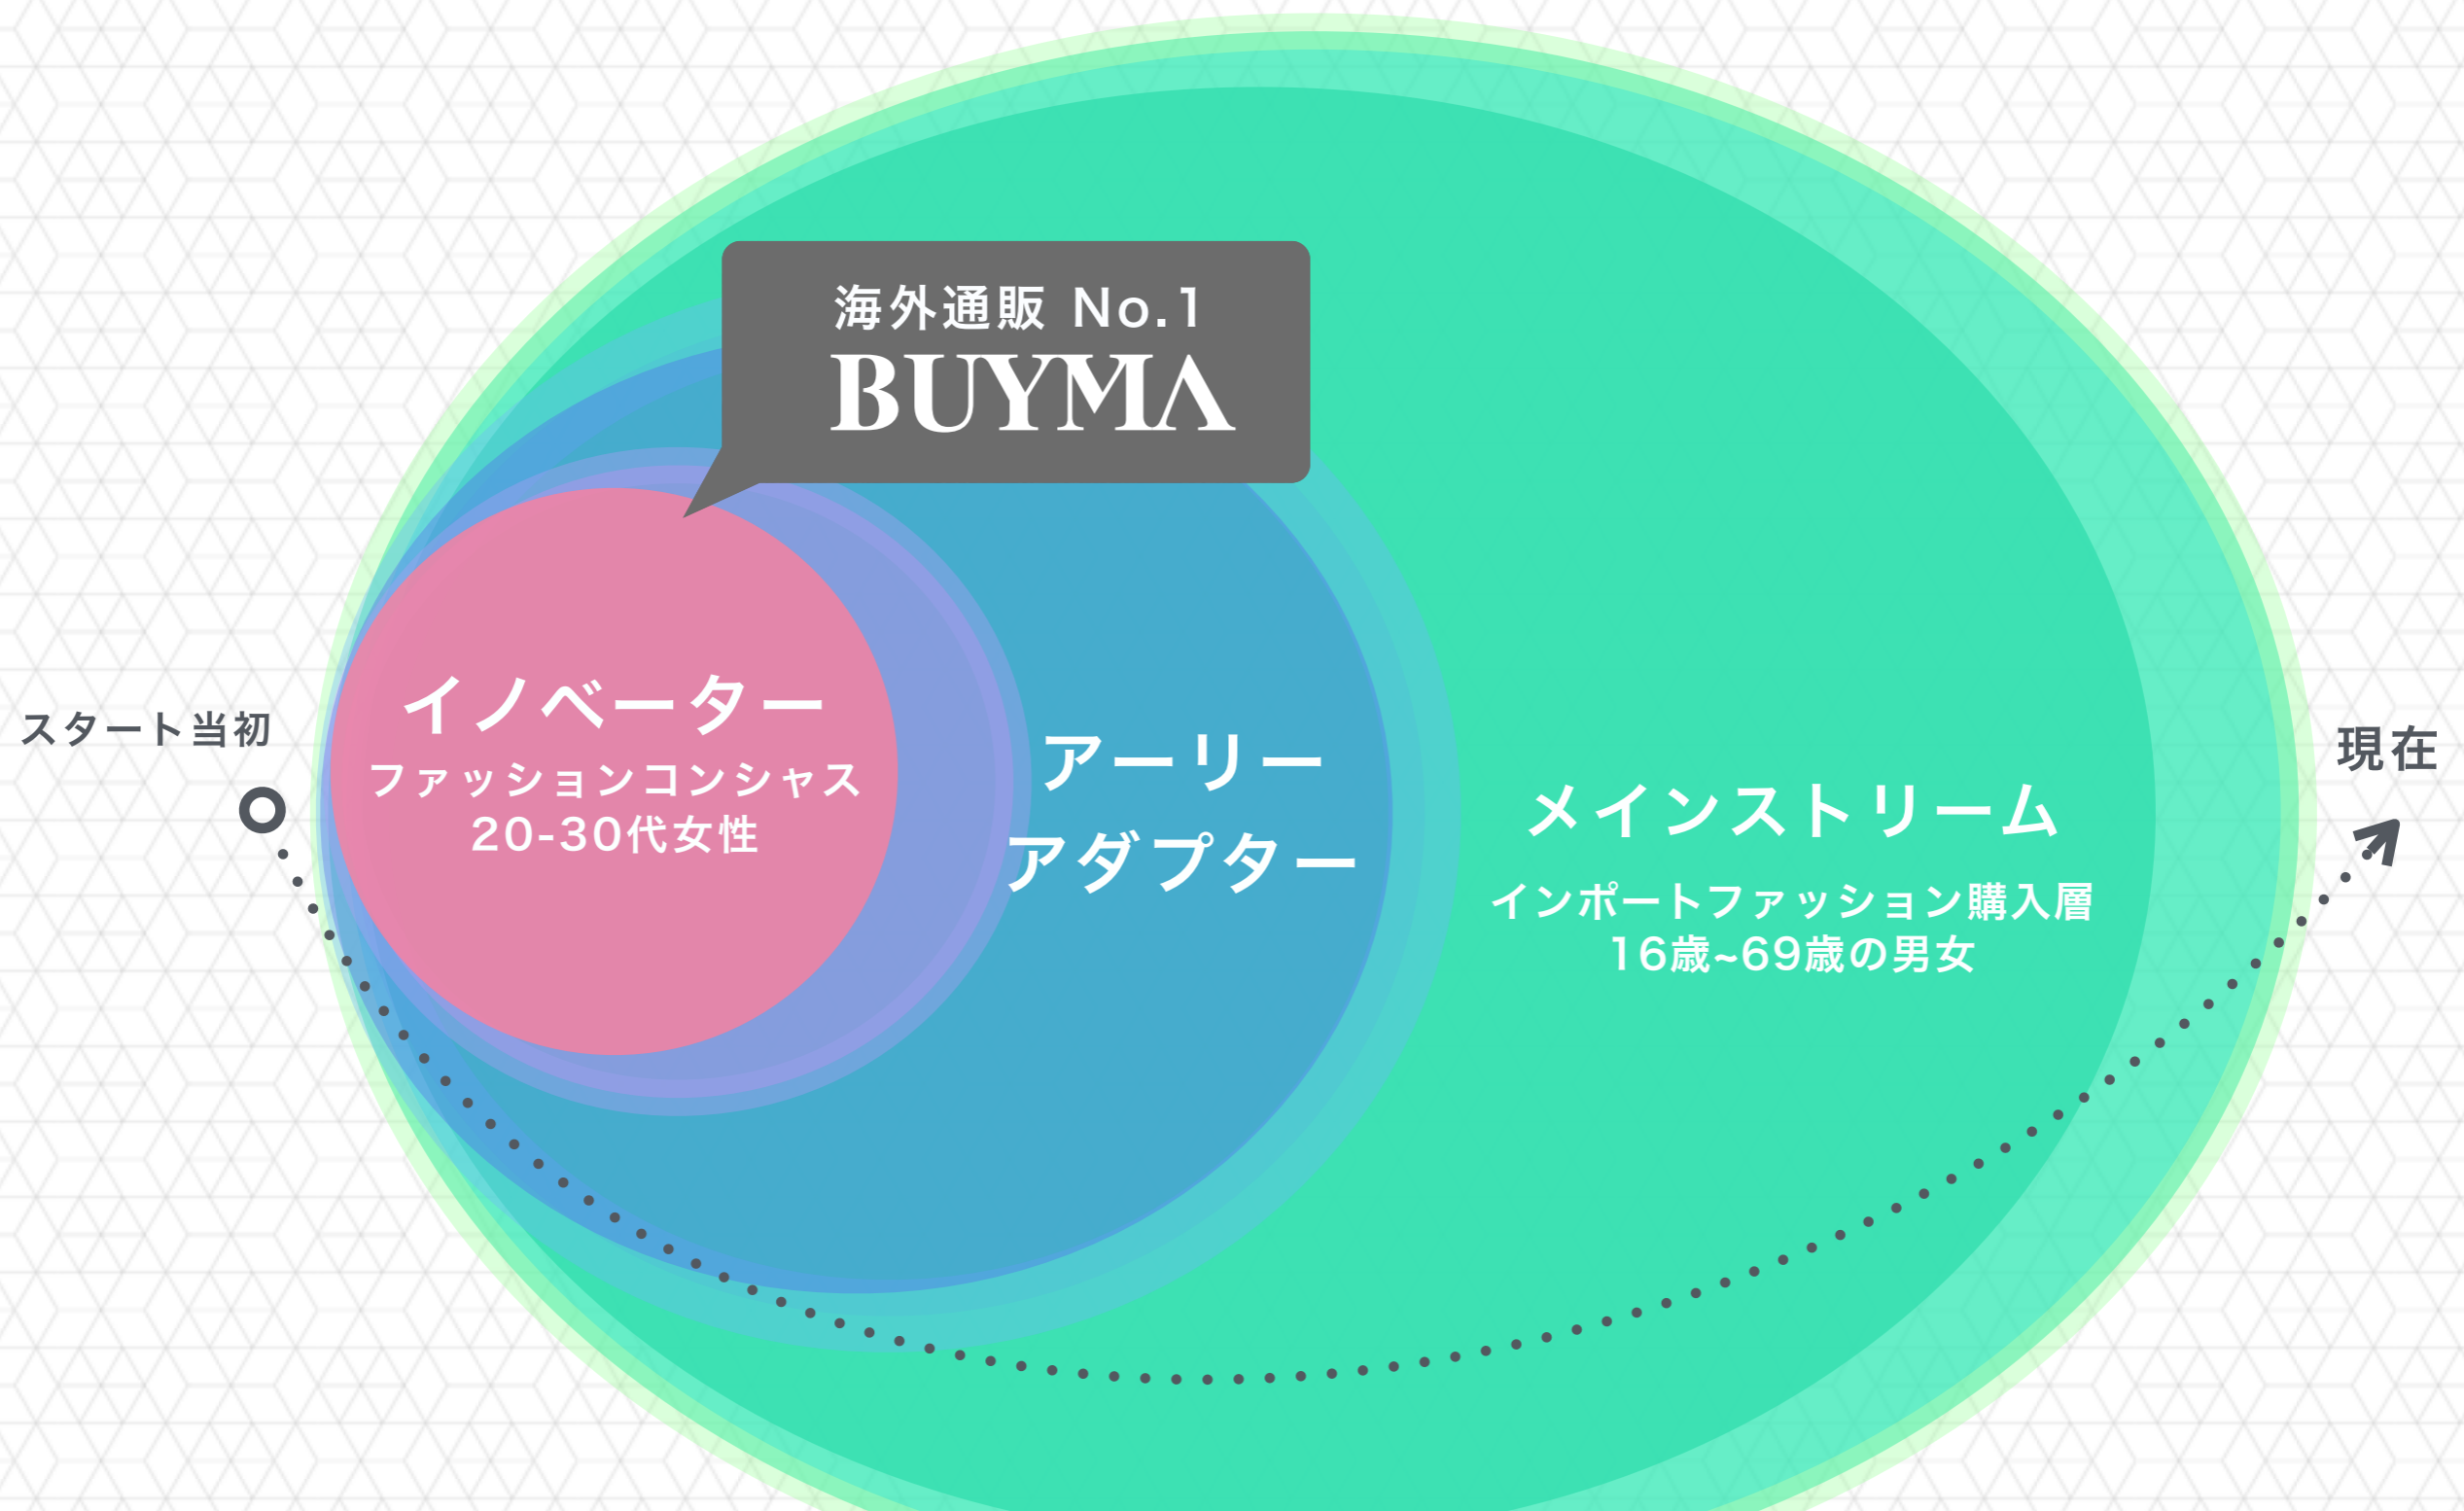 海外通販 No.1
BUYMA
スタート当初
イノベーター
ファッションコンシャス
20-30代女性
アーリー
アダプター
メインストリーム
インポートファッション購入層
16歳~69歳の男女
現在